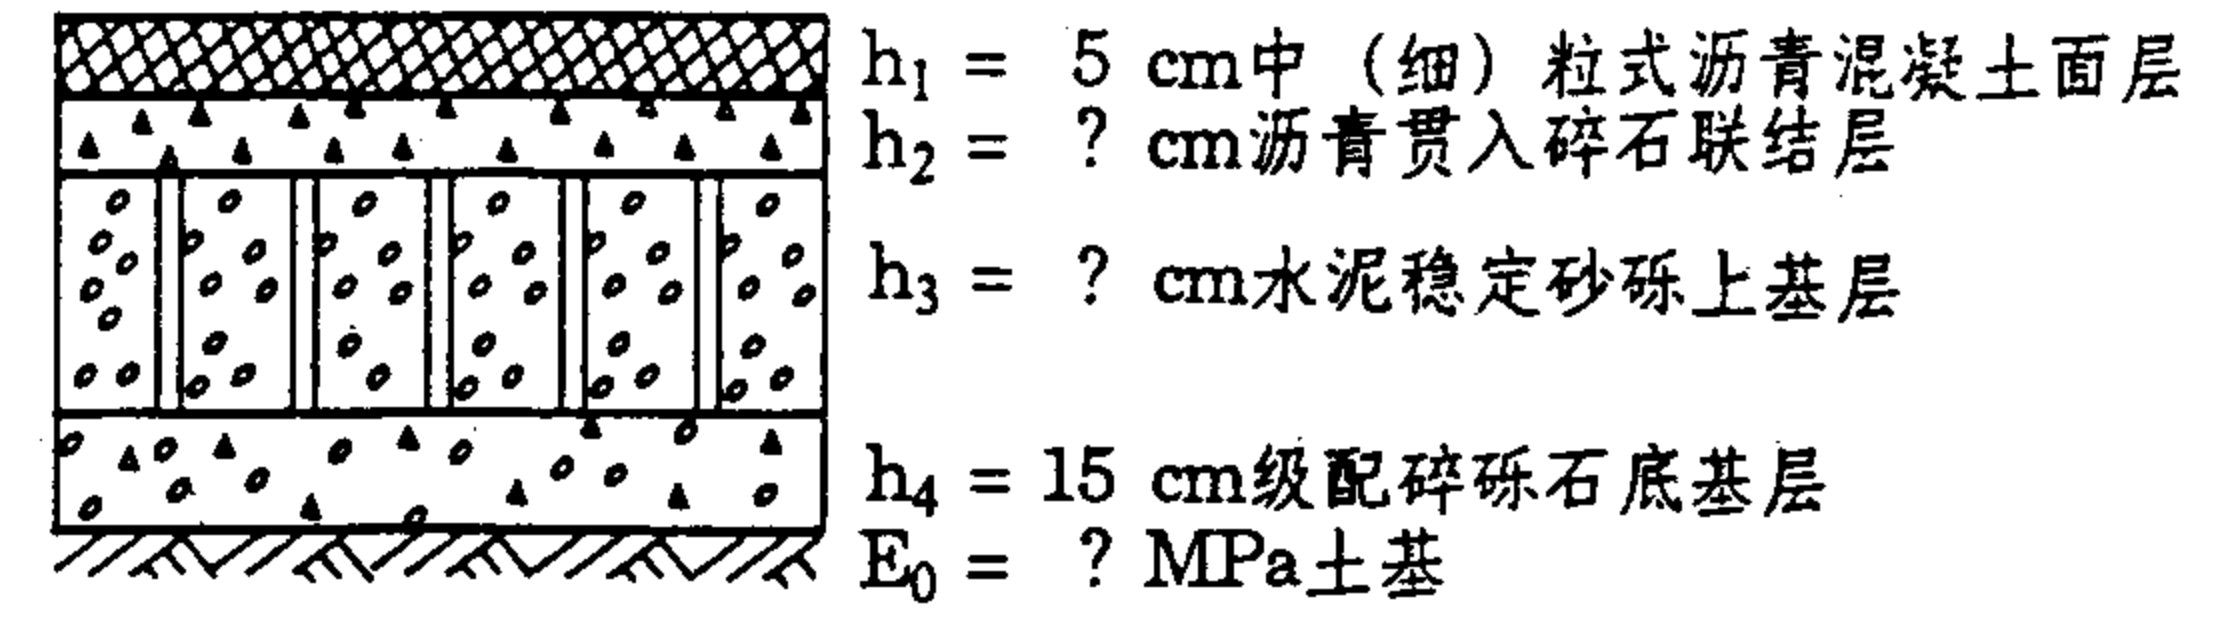 h₁ = 5 cm中（细）粒式沥青混凝土面层
h₂ = ? cm沥青贯入碎石联结层
h₃ = ? cm水泥稳定砂砾上基层
h₄ = 15 cm级配碎砾石底基层
E₀ = ? MPa土基